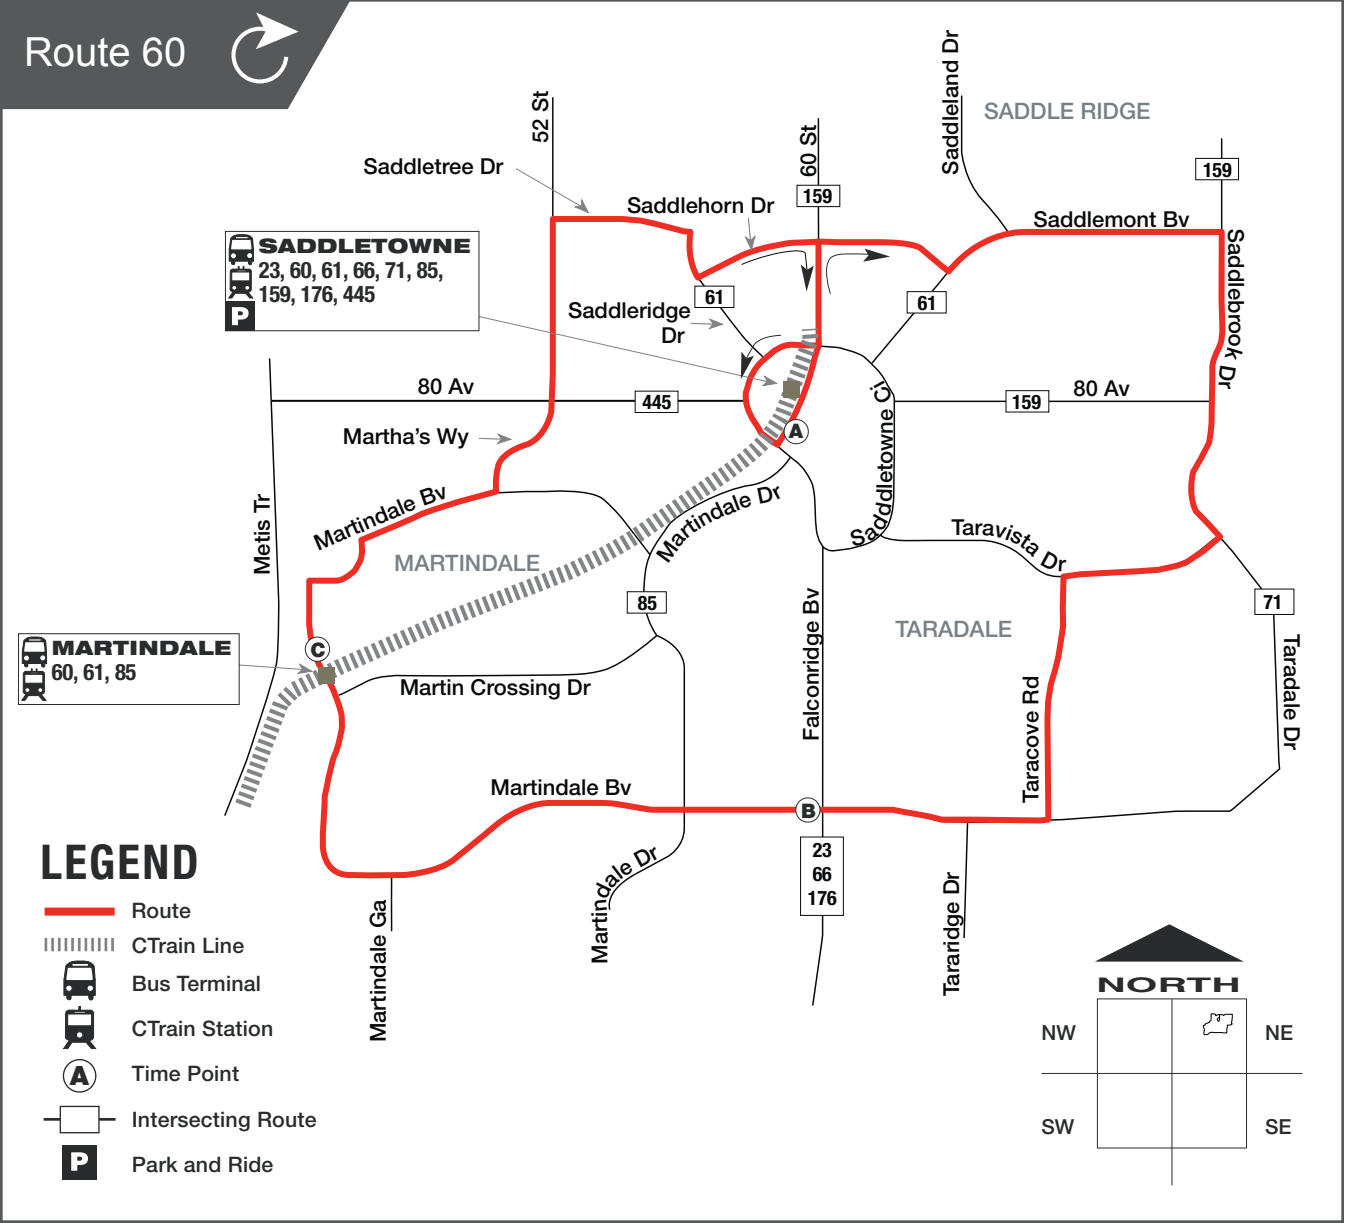 Route 60
52 St
60 St
Saddleland Dr
SADDLE RIDGE
Saddletree Dr
159
159
Saddlehorn Dr
Saddlemont Bv
SADDLETOWNE
23, 60, 61, 66, 71, 85,
159, 176, 445
P
61
61
Saddleridge
Dr
Saddlebrook Dr
80 Av
445
159
80 Av
Saddletowne Ci
A
Martha's Wy
Metis Tr
Martindale Bv
Martindale Dr
Taravista Dr
MARTINDALE
85
71
TARADALE
Falconridge Bv
C
MARTINDALE
60, 61, 85
Martin Crossing Dr
Taracove Rd
Taradale Dr
Martindale Bv
B
23
66
176
Martindale Dr
Martindale Ga
Tararidge Dr
LEGEND
Route
CTrain Line
Bus Terminal
CTrain Station
A
Time Point
Intersecting Route
P
Park and Ride
NORTH
NW
NE
SW
SE